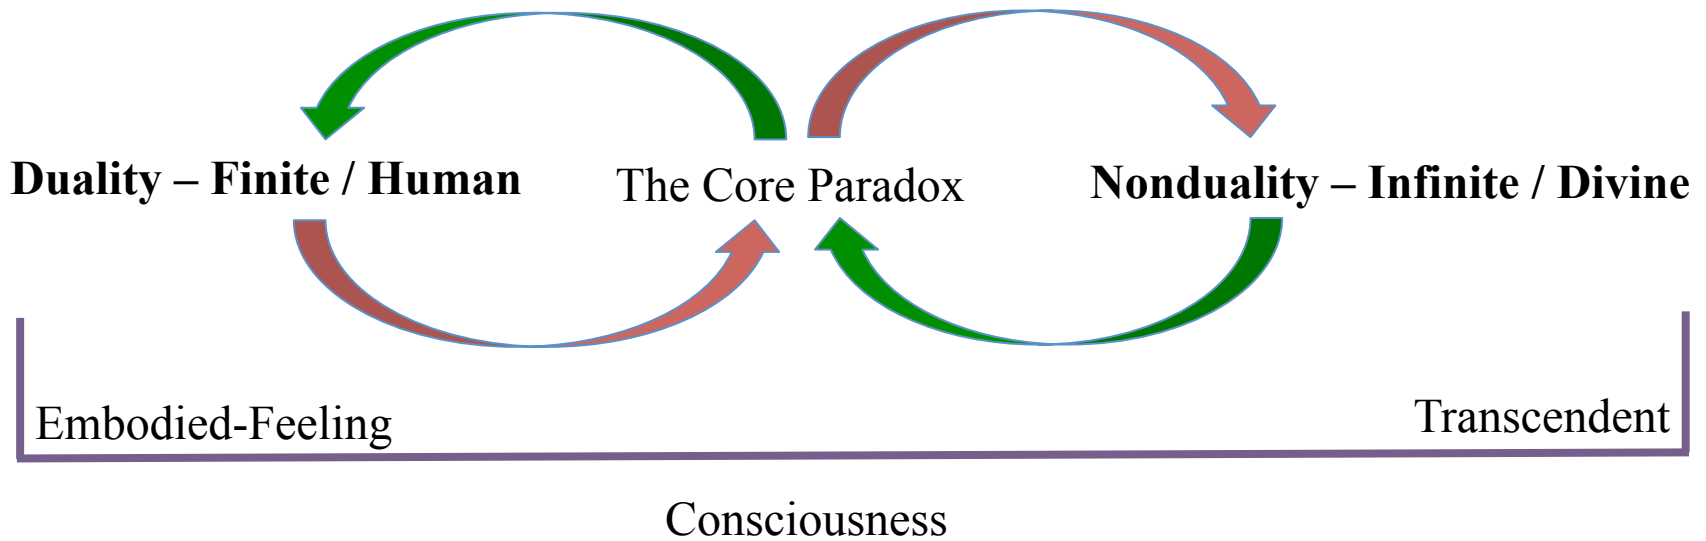 Duality – Finite / Human
The Core Paradox
Nonduality – Infinite / Divine
Embodied-Feeling
Transcendent
Consciousness